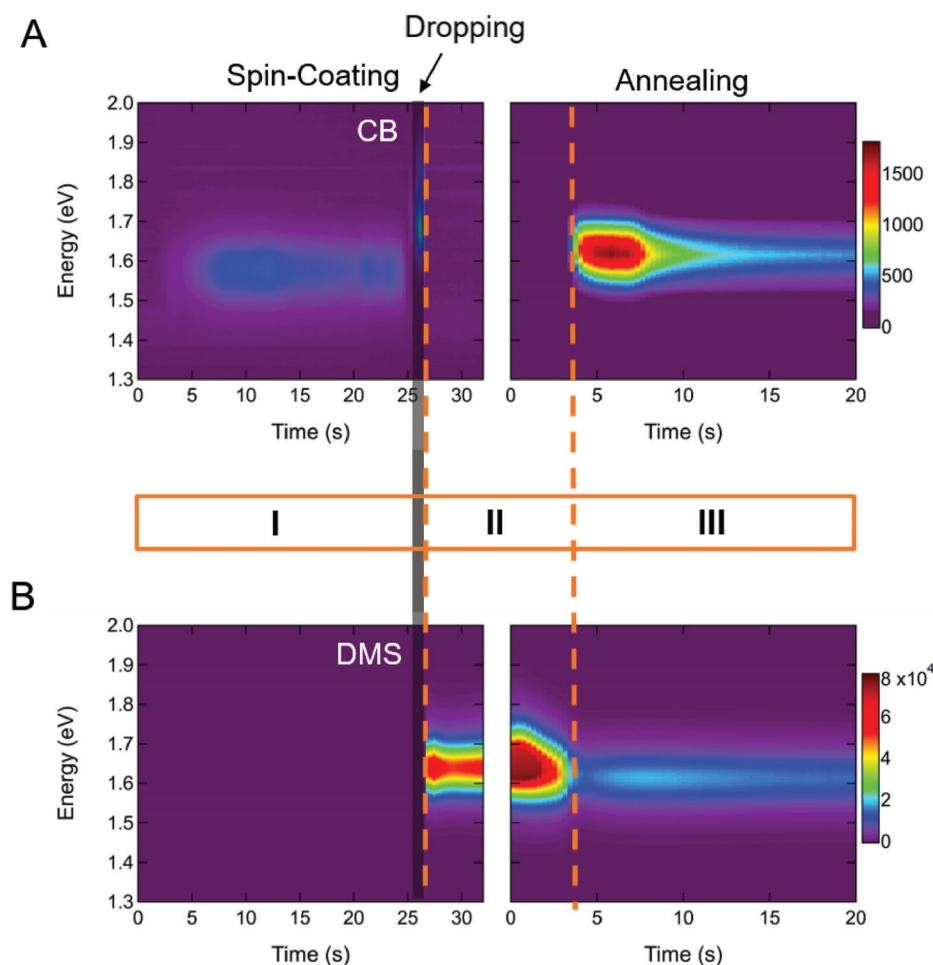 A
Dropping
Spin-Coating
Annealing
CB
2.0
1.9
1.8
1.7
1.6
1.5
1.4
1.3
Energy (eV)
0 5 10 15 20 25 30
Time (s)
0 5 10 15 20
Time (s)
1500
1000
500
0
I II III
B
DMS
2.0
1.9
1.8
1.7
1.6
1.5
1.4
1.3
Energy (eV)
0 5 10 15 20 25 30
Time (s)
0 5 10 15 20
Time (s)
8 x10⁴
6
4
2
0